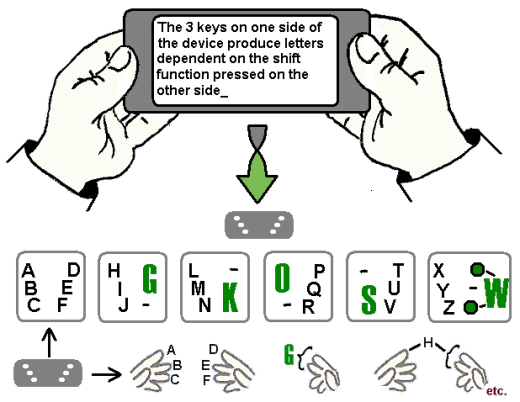 The 3 keys on one side of
the device produce letters
dependent on the shift
function pressed on the
other side_
A D
B E
C F
H G
I
J -
L -
M
N K
O P
Q
- R
- T
U
S V
X -
Y - W
Z -
A
B
C
D
E
F
G
H
etc.